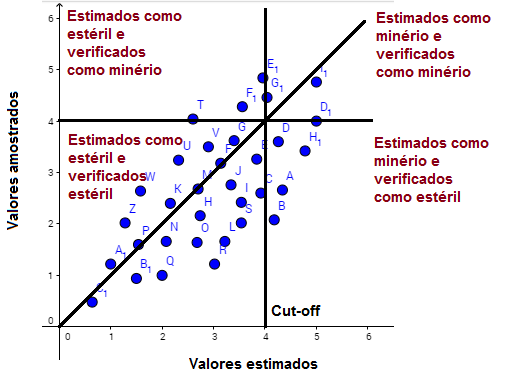 Estimados como
estéril e
verificados
como minério
Estimados como
minério e
verificados
como minério
Estimados como
estéril e
verificados
estéril
Estimados como
minério e
verificados
como estéril
Valores amostrados
6
5
4
3
2
1
0
0 1 2 3 4 5 6
Valores estimados
Cut-off
E1
G1
F1
I1
D1
T
U
V
G
F
E
D
H1
W
M
J
C
A
K
I
Z
H
S
B
P
N
O
L
A1
B1
Q
R
C1